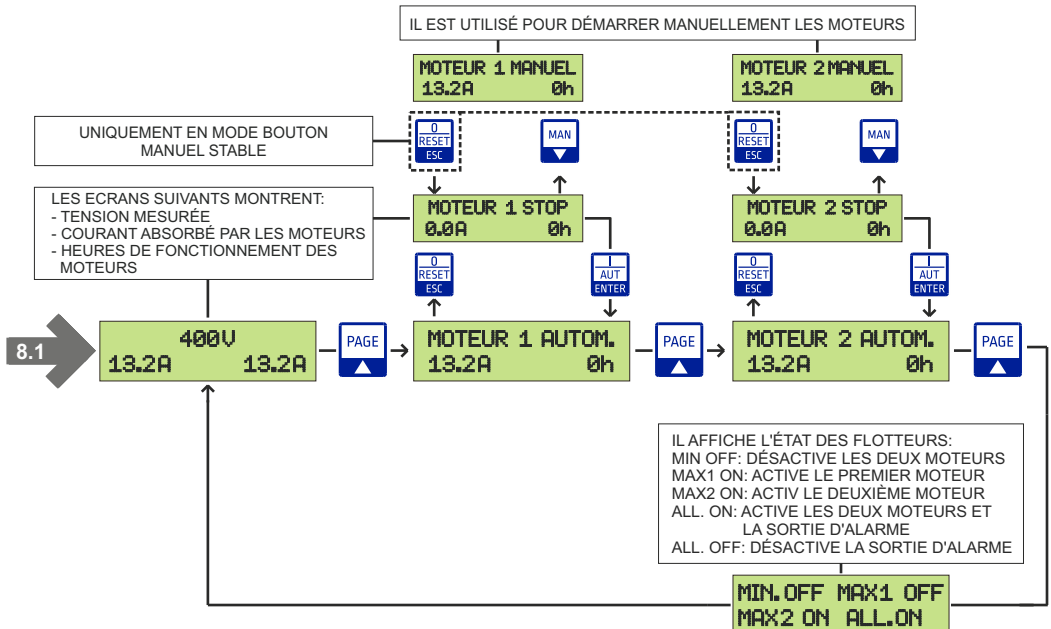 IL EST UTILISÉ POUR DÉMARRER MANUELLEMENT LES MOTEURS
MOTEUR 1 MANUEL
13.2A 0h
MOTEUR 2 MANUEL
13.2A 0h
UNIQUEMENT EN MODE BOUTON
MANUEL STABLE
0
RESET
ESC
MAN
0
RESET
ESC
MAN
LES ECRANS SUIVANTS MONTRENT:
- TENSION MESURÉE
- COURANT ABSORBÉ PAR LES MOTEURS
- HEURES DE FONCTIONNEMENT DES
MOTEURS
MOTEUR 1 STOP
0.0A 0h
MOTEUR 2 STOP
0.0A 0h
0
RESET
ESC
I
AUT
ENTER
0
RESET
ESC
I
AUT
ENTER
8.1
400V
13.2A 13.2A
PAGE
MOTEUR 1 AUTOM.
13.2A 0h
PAGE
MOTEUR 2 AUTOM.
13.2A 0h
PAGE
IL AFFICHE L'ÉTAT DES FLOTTEURS:
MIN OFF: DÉSACTIVE LES DEUX MOTEURS
MAX1 ON: ACTIVE LE PREMIER MOTEUR
MAX2 ON: ACTIV LE DEUXIÈME MOTEUR
ALL. ON: ACTIVE LES DEUX MOTEURS ET
LA SORTIE D'ALARME
ALL. OFF: DÉSACTIVE LA SORTIE D'ALARME
MIN.OFF MAX1 OFF
MAX2 ON ALL.ON